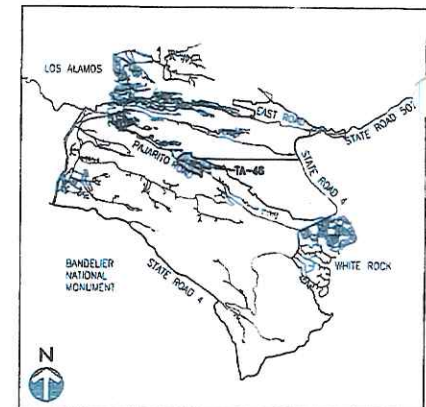 LOS ALAMOS
EAST ROAD
STATE ROAD 502
STATE ROAD 4
PAJARITO ROAD
TA-46
WHITE ROCK
BANDELIER
NATIONAL
MONUMENT
STATE ROAD 4
N